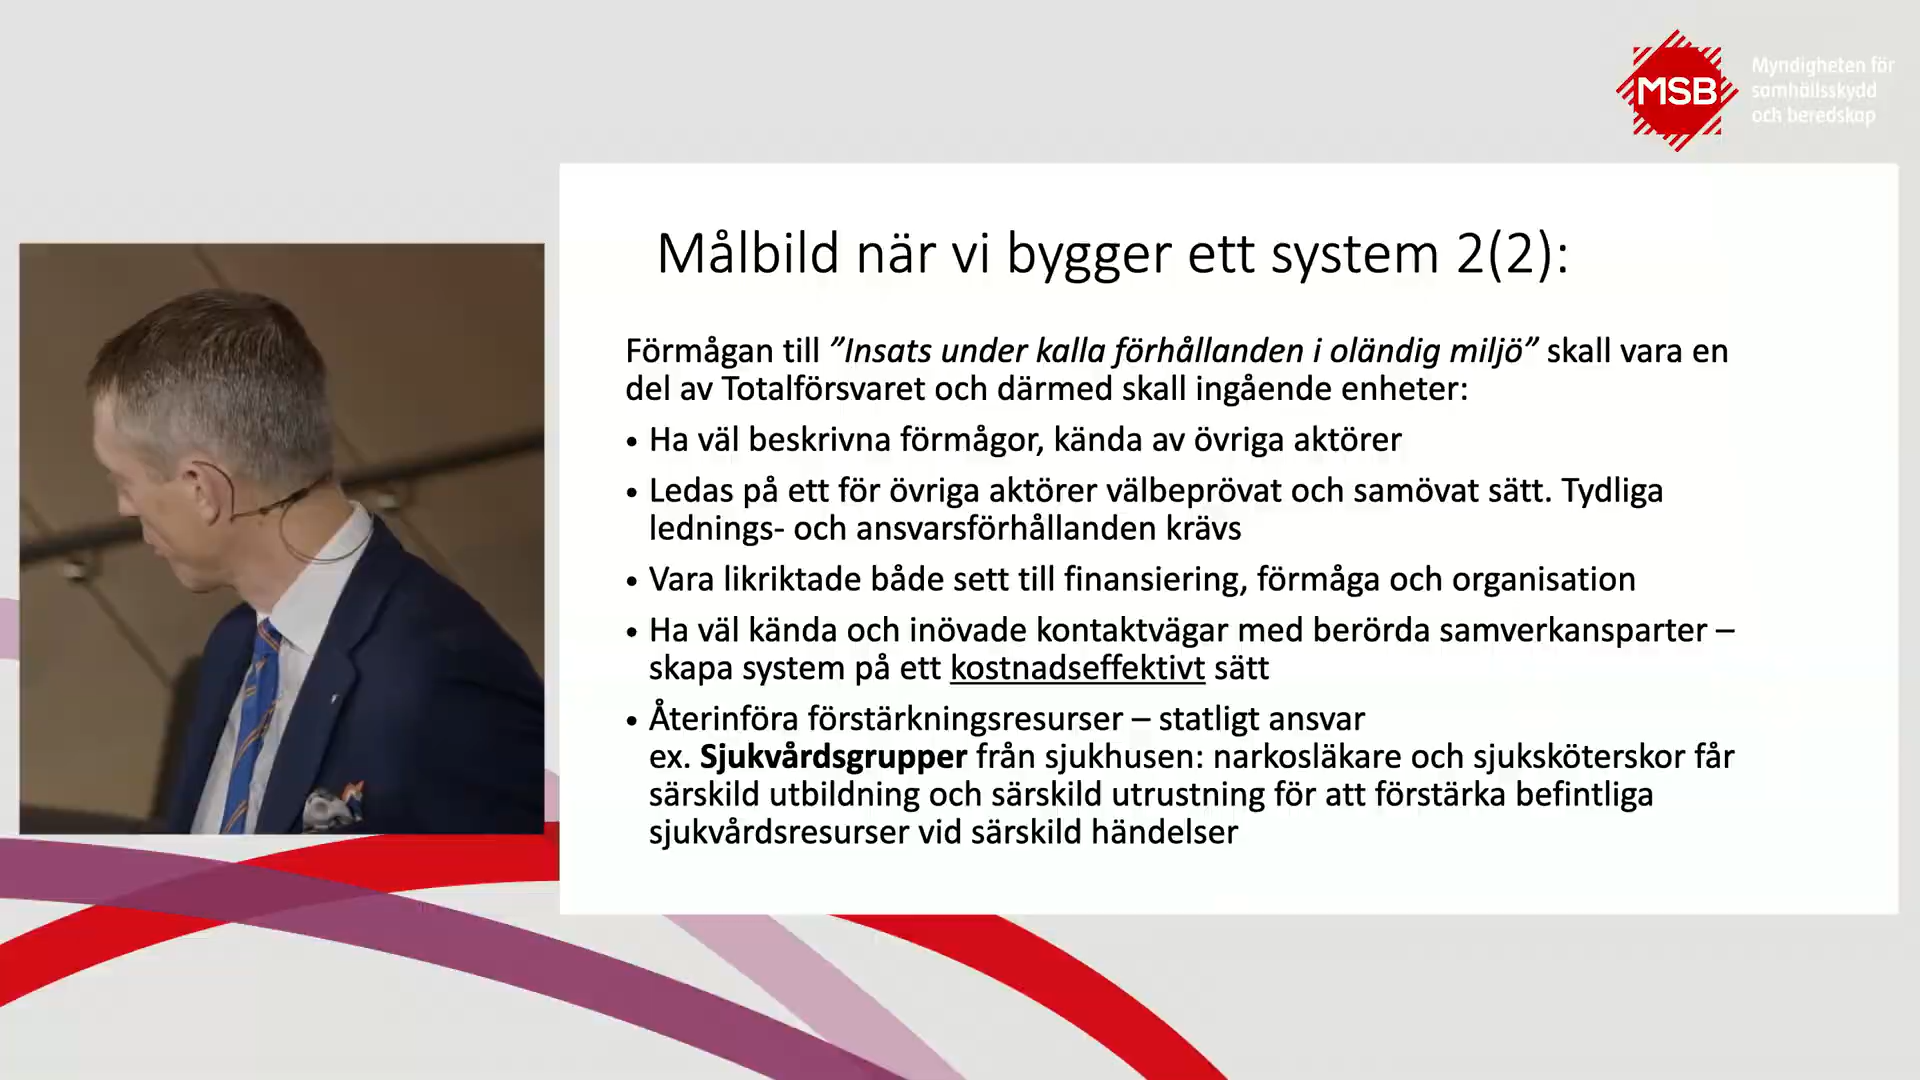 MSB
Myndigheten för
samhällsskydd
och beredskap
Målbild när vi bygger ett system 2(2):
Förmågan till ”Insats under kalla förhållanden i oländig miljö” skall vara en
del av Totalförsvaret och därmed skall ingående enheter:
• Ha väl beskrivna förmågor, kända av övriga aktörer
• Ledas på ett för övriga aktörer välbeprövat och samövat sätt. Tydliga
lednings- och ansvarsförhållanden krävs
• Vara likriktade både sett till finansiering, förmåga och organisation
• Ha väl kända och inövade kontaktvägar med berörda samverkansparter –
skapa system på ett kostnadseffektivt sätt
• Återinföra förstärkningsresurser – statligt ansvar
ex. Sjukvårdsgrupper från sjukhusen: narkosläkare och sjuksköterskor får
särskild utbildning och särskild utrustning för att förstärka befintliga
sjukvårdsresurser vid särskild händelser